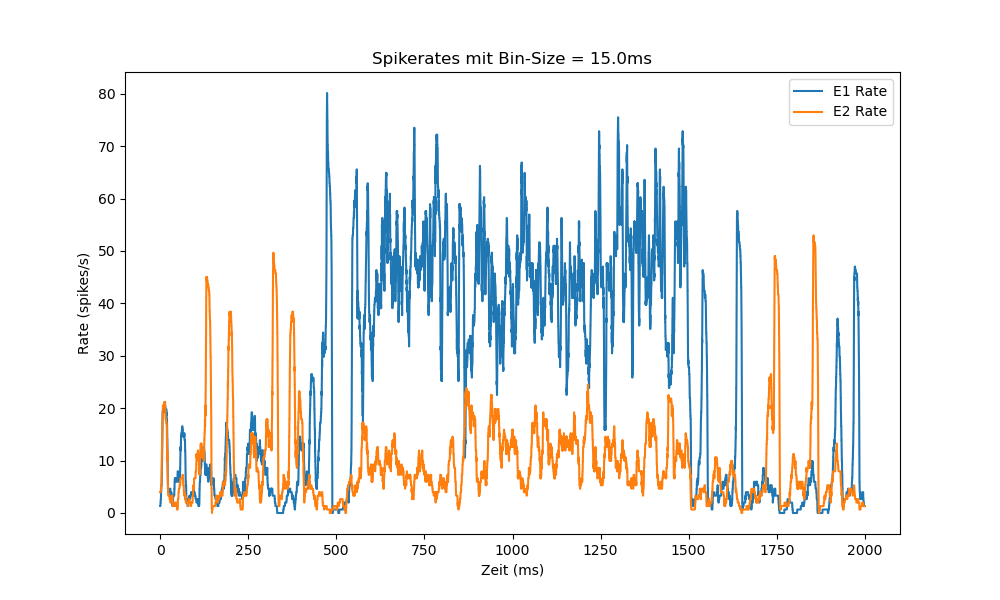 Spikerates mit Bin-Size = 15.0ms
E1 Rate
E2 Rate
Rate (spikes/s)
80
70
60
50
40
30
20
10
0
0 250 500 750 1000 1250 1500 1750 2000
Zeit (ms)